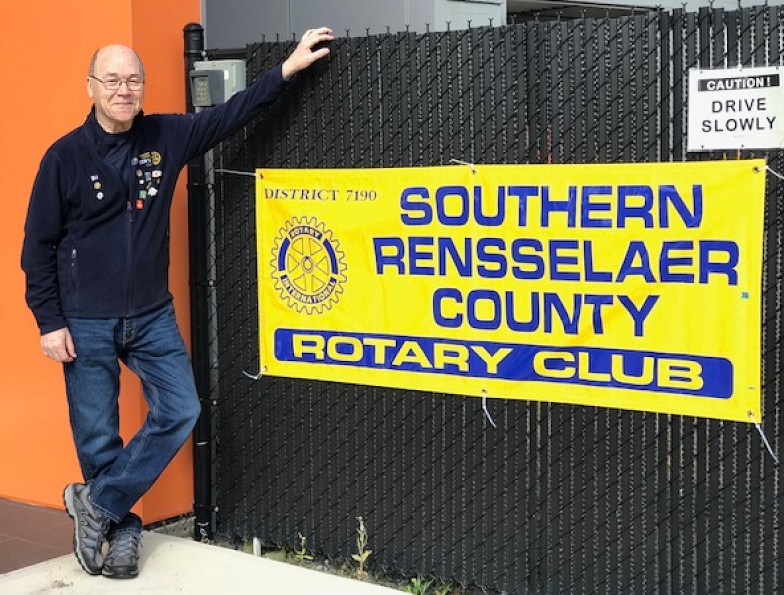 CAUTION!
DRIVE
SLOWLY
DISTRICT 7190
SOUTHERN
RENSSELAER
COUNTY
ROTARY
INTERNATIONAL
ROTARY CLUB